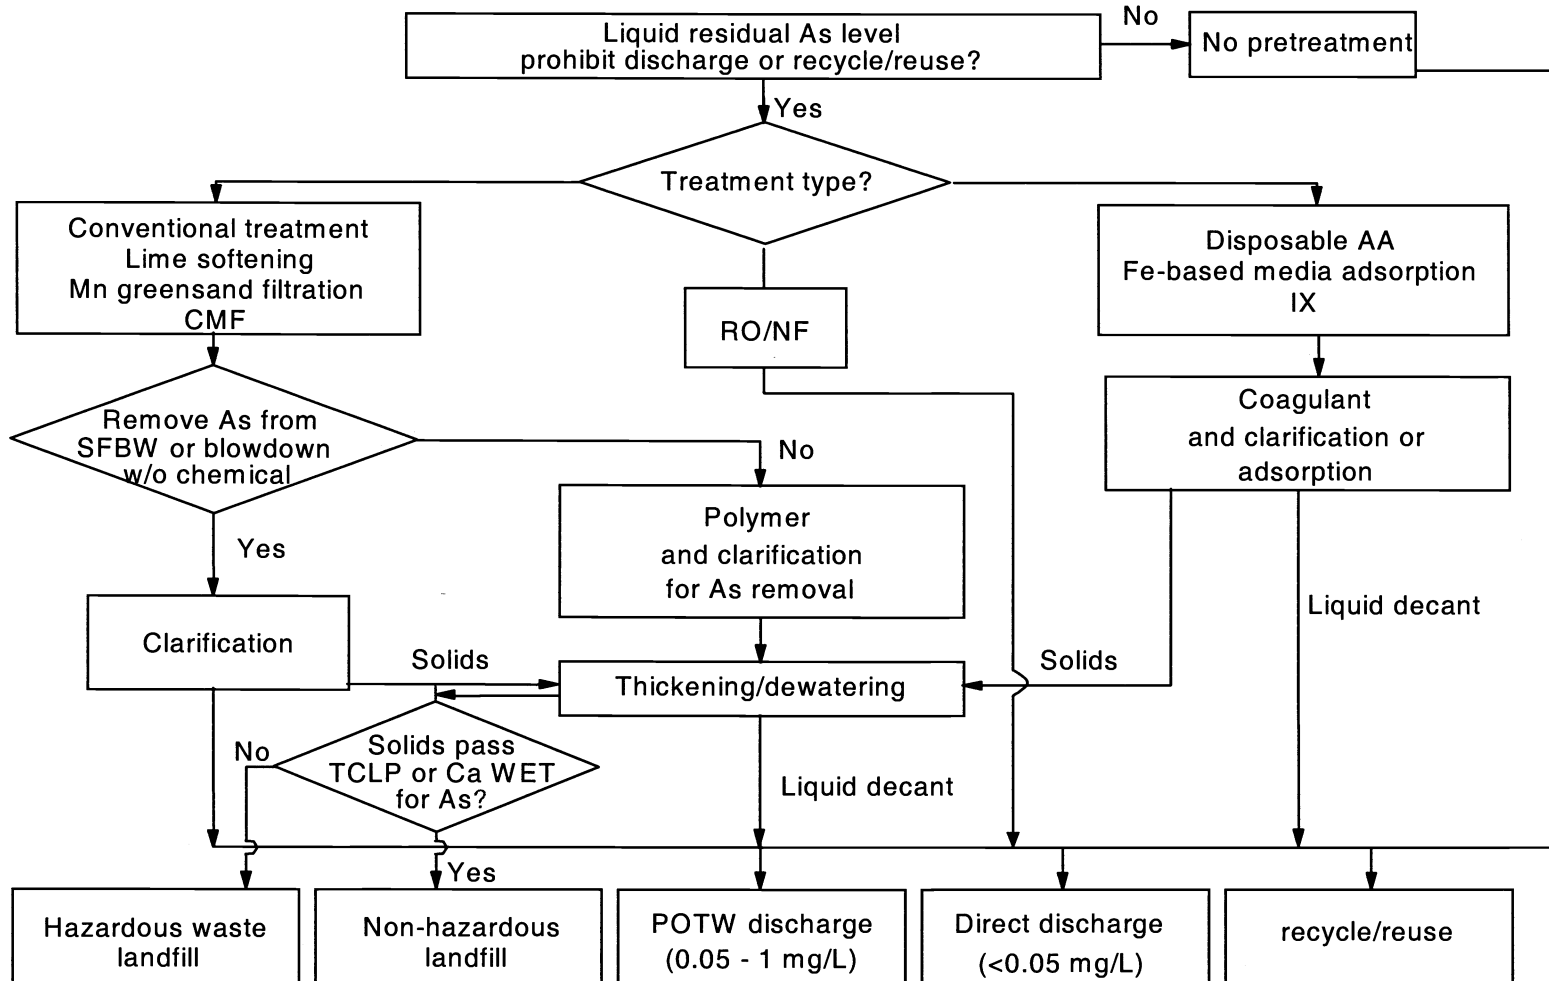 Liquid residual As level
prohibit discharge or recycle/reuse?
No
No pretreatment
Yes
Treatment type?
Conventional treatment
Lime softening
Mn greensand filtration
CMF
RO/NF
Disposable AA
Fe-based media adsorption
IX
Remove As from
SFBW or blowdown
w/o chemical
No
Coagulant
and clarification or
adsorption
Yes
Polymer
and clarification
for As removal
Clarification
Solids
Thickening/dewatering
Solids
Liquid decant
No
Solids pass
TCLP or Ca WET
for As?
Liquid decant
Yes
Hazardous waste
landfill
Non-hazardous
landfill
POTW discharge
(0.05 - 1 mg/L)
Direct discharge
(<0.05 mg/L)
recycle/reuse